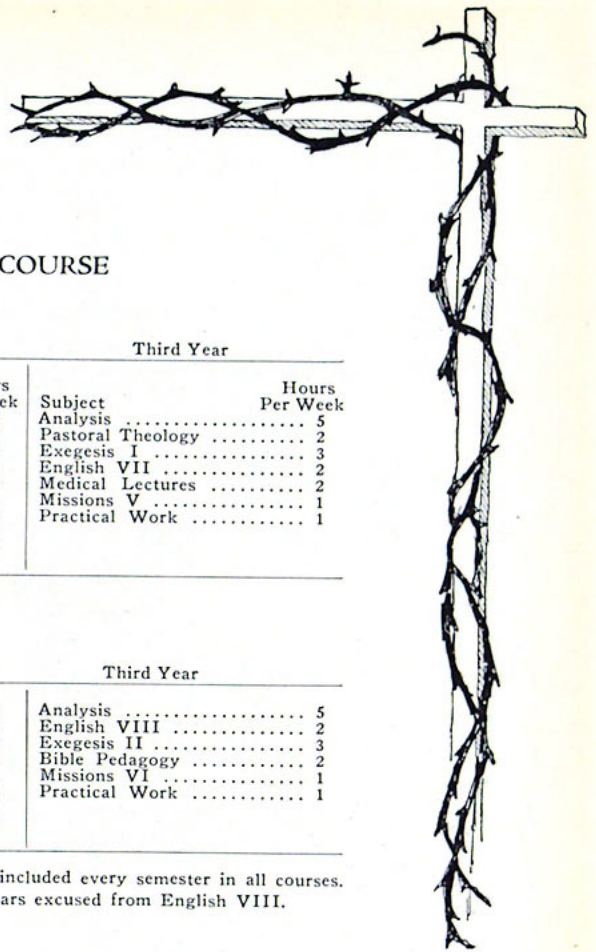 COURSE
Third Year
Hours
Subject Per Week
Analysis .................... 5
Pastoral Theology .......... 2
Exegesis I .................. 3
English VII ................ 2
Medical Lectures .......... 2
Missions V ................ 1
Practical Work ............ 1
Third Year
Analysis .................... 5
English VIII ................ 2
Exegesis II ................ 3
Bible Pedagogy ............ 2
Missions VI ................ 1
Practical Work ............ 1
included every semester in all courses.
excused from English VIII.